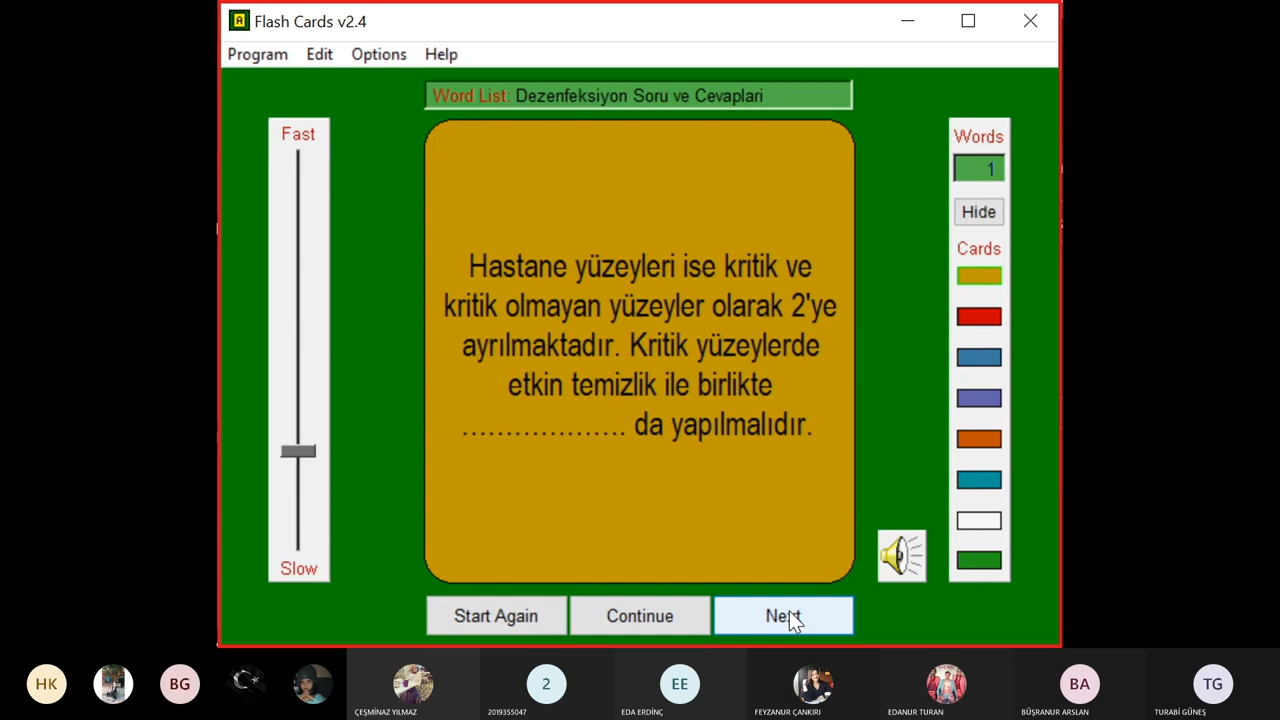 Flash Cards v2.4
Program Edit Options Help
Word List: Dezenfeksiyon Soru ve Cevaplari
Fast
Slow
Hastane yüzeyleri ise kritik ve
kritik olmayan yüzeyler olarak 2'ye
ayrılmaktadır. Kritik yüzeylerde
etkin temizlik ile birlikte
................... da yapılmalıdır.
Words
1
Hide
Cards
Start Again Continue Next
HK
BG
2
EE
BA
TG
ÇEŞMİNAZ YILMAZ
2019355047
EDA ERDİNÇ
FEYZANUR ÇANKIRI
EDANUR TURAN
BÜŞRANUR ARSLAN
TURABİ GÜNEŞ